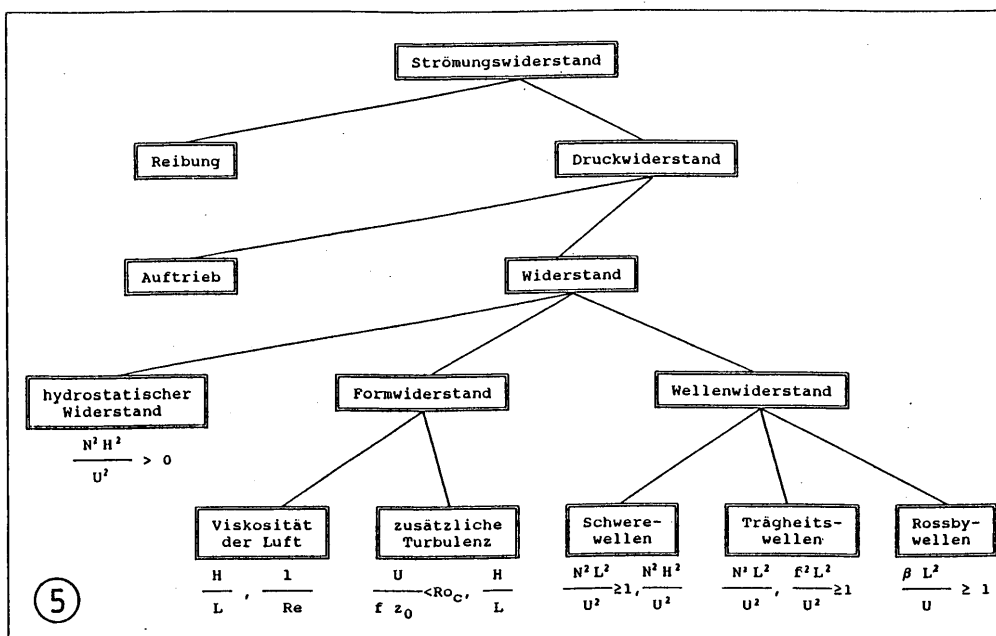 Strömungswiderstand
Reibung
Druckwiderstand
Auftrieb
Widerstand
hydrostatischer
Widerstand
N² H²
/ U² > 0
Formwiderstand
Wellenwiderstand
Viskosität
der Luft
H/L , 1/Re
zusätzliche
Turbulenz
U/(f z₀) <Ro_C, H/L
Schwere-
wellen
N² L²/U² ≥1, N² H²/U²
Trägheits-
wellen
N² L²/U² , f² L²/U² ≥1
Rossby-
wellen
β L²/U ≥ 1
5